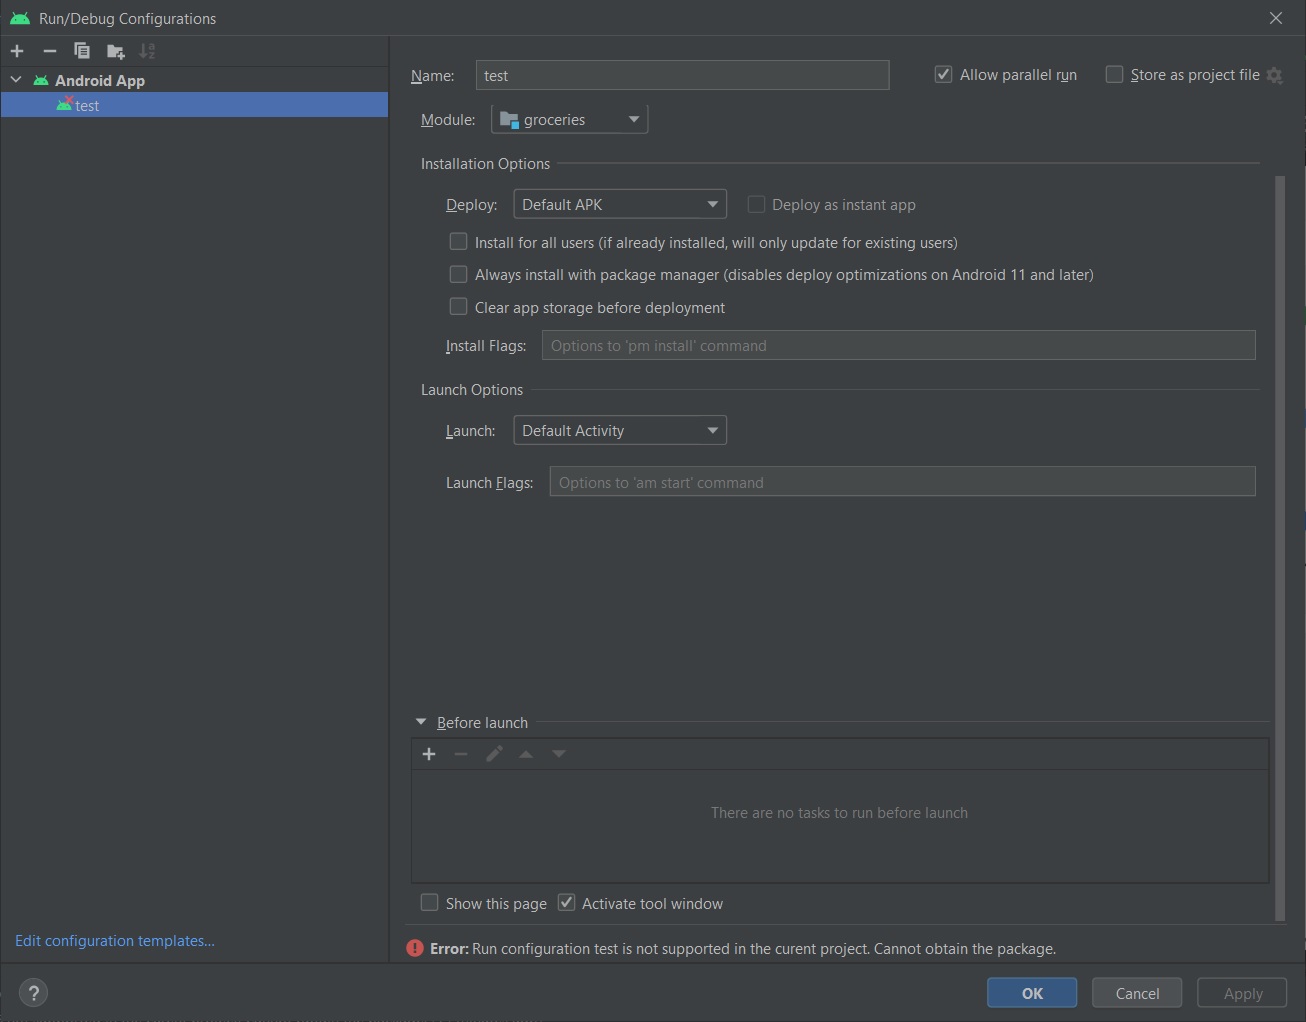 Run/Debug Configurations
Android App
test
Name: test
Allow parallel run
Store as project file
Module: groceries
Installation Options
Deploy: Default APK
Deploy as instant app
Install for all users (if already installed, will only update for existing users)
Always install with package manager (disables deploy optimizations on Android 11 and later)
Clear app storage before deployment
Install Flags: Options to 'pm install' command
Launch Options
Launch: Default Activity
Launch Flags: Options to 'am start' command
Before launch
There are no tasks to run before launch
Show this page
Activate tool window
Edit configuration templates...
Error: Run configuration test is not supported in the curent project. Cannot obtain the package.
?
OK
Cancel
Apply